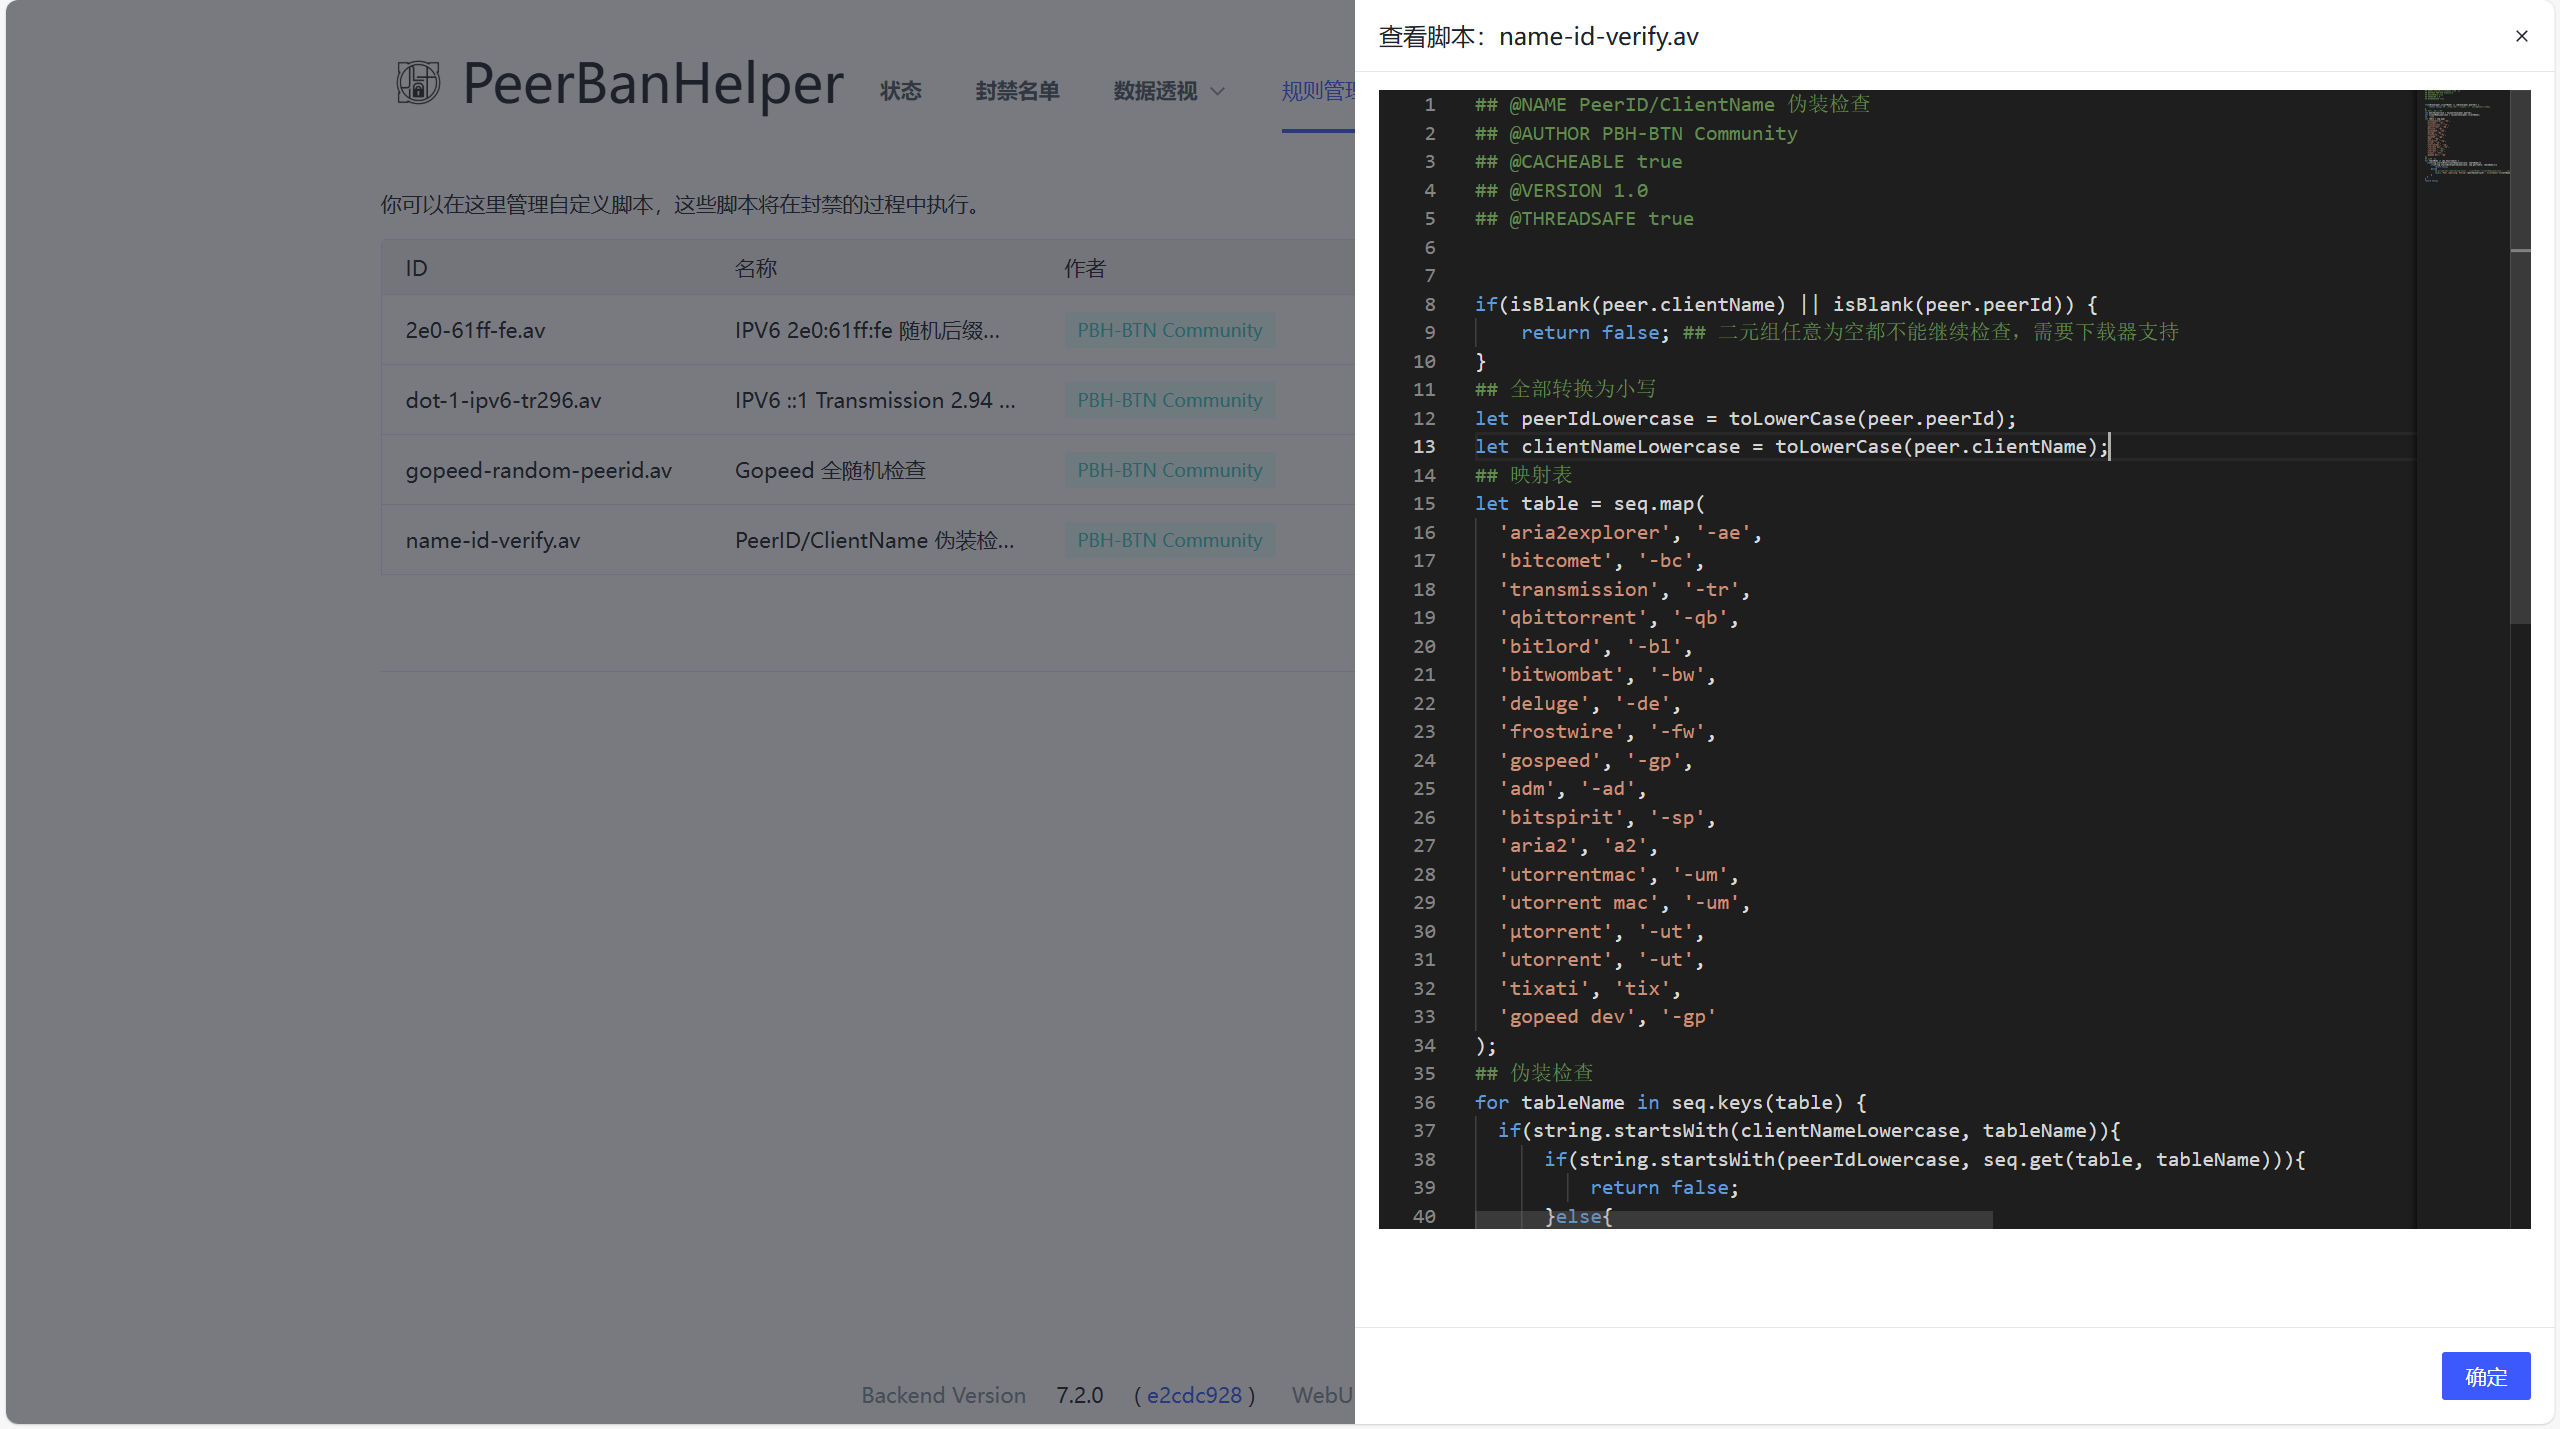 PeerBanHelper 状态 封禁名单 数据透视 规则管理
你可以在这里管理自定义脚本，这些脚本将在封禁的过程中执行。
ID 名称 作者
2e0-61ff-fe.av IPV6 2e0:61ff:fe 随机后缀... PBH-BTN Community
dot-1-ipv6-tr296.av IPV6 ::1 Transmission 2.94 ... PBH-BTN Community
gopeed-random-peerid.av Gopeed 全随机检查 PBH-BTN Community
name-id-verify.av PeerID/ClientName 伪装检... PBH-BTN Community
Backend Version 7.2.0 ( e2cdc928 ) WebU
查看脚本：name-id-verify.av ×
1 ## @NAME PeerID/ClientName 伪装检查
2 ## @AUTHOR PBH-BTN Community
3 ## @CACHEABLE true
4 ## @VERSION 1.0
5 ## @THREADSAFE true
6
7
8 if(isBlank(peer.clientName) || isBlank(peer.peerId)) {
9 return false; ## 二元组任意为空都不能继续检查，需要下载器支持
10 }
11 ## 全部转换为小写
12 let peerIdLowercase = toLowerCase(peer.peerId);
13 let clientNameLowercase = toLowerCase(peer.clientName);
14 ## 映射表
15 let table = seq.map(
16 'aria2explorer', '-ae',
17 'bitcomet', '-bc',
18 'transmission', '-tr',
19 'qbittorrent', '-qb',
20 'bitlord', '-bl',
21 'bitwombat', '-bw',
22 'deluge', '-de',
23 'frostwire', '-fw',
24 'gospeed', '-gp',
25 'adm', '-ad',
26 'bitspirit', '-sp',
27 'aria2', 'a2',
28 'utorrentmac', '-um',
29 'utorrent mac', '-um',
30 'µtorrent', '-ut',
31 'utorrent', '-ut',
32 'tixati', 'tix',
33 'gopeed dev', '-gp'
34 );
35 ## 伪装检查
36 for tableName in seq.keys(table) {
37 if(string.startsWith(clientNameLowercase, tableName)){
38 if(string.startsWith(peerIdLowercase, seq.get(table, tableName))){
39 return false;
40 }else{
确定